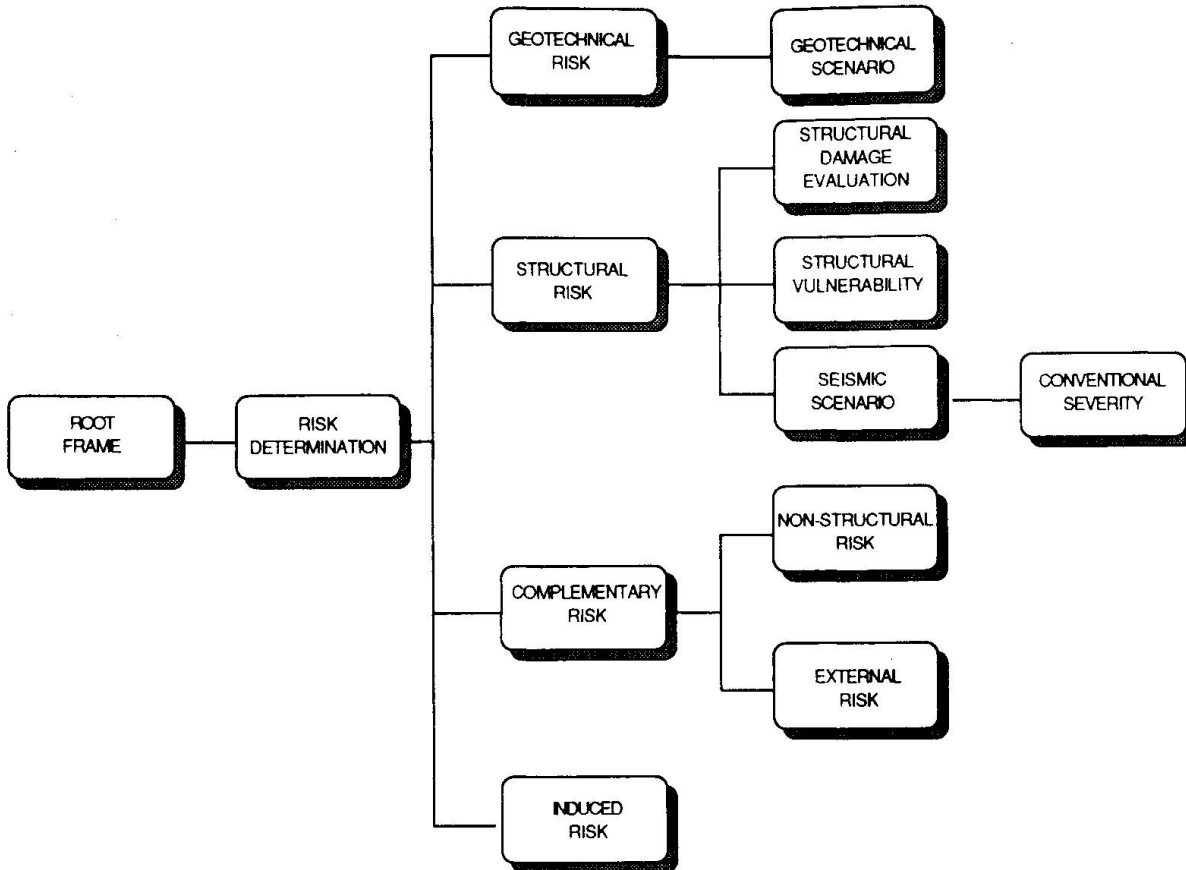 GEOTECHNICAL
RISK
GEOTECHNICAL
SCENARIO
STRUCTURAL
DAMAGE
EVALUATION
STRUCTURAL
RISK
STRUCTURAL
VULNERABILITY
SEISMIC
SCENARIO
CONVENTIONAL
SEVERITY
ROOT
FRAME
RISK
DETERMINATION
NON-STRUCTURAL
RISK
COMPLEMENTARY
RISK
EXTERNAL
RISK
INDUCED
RISK